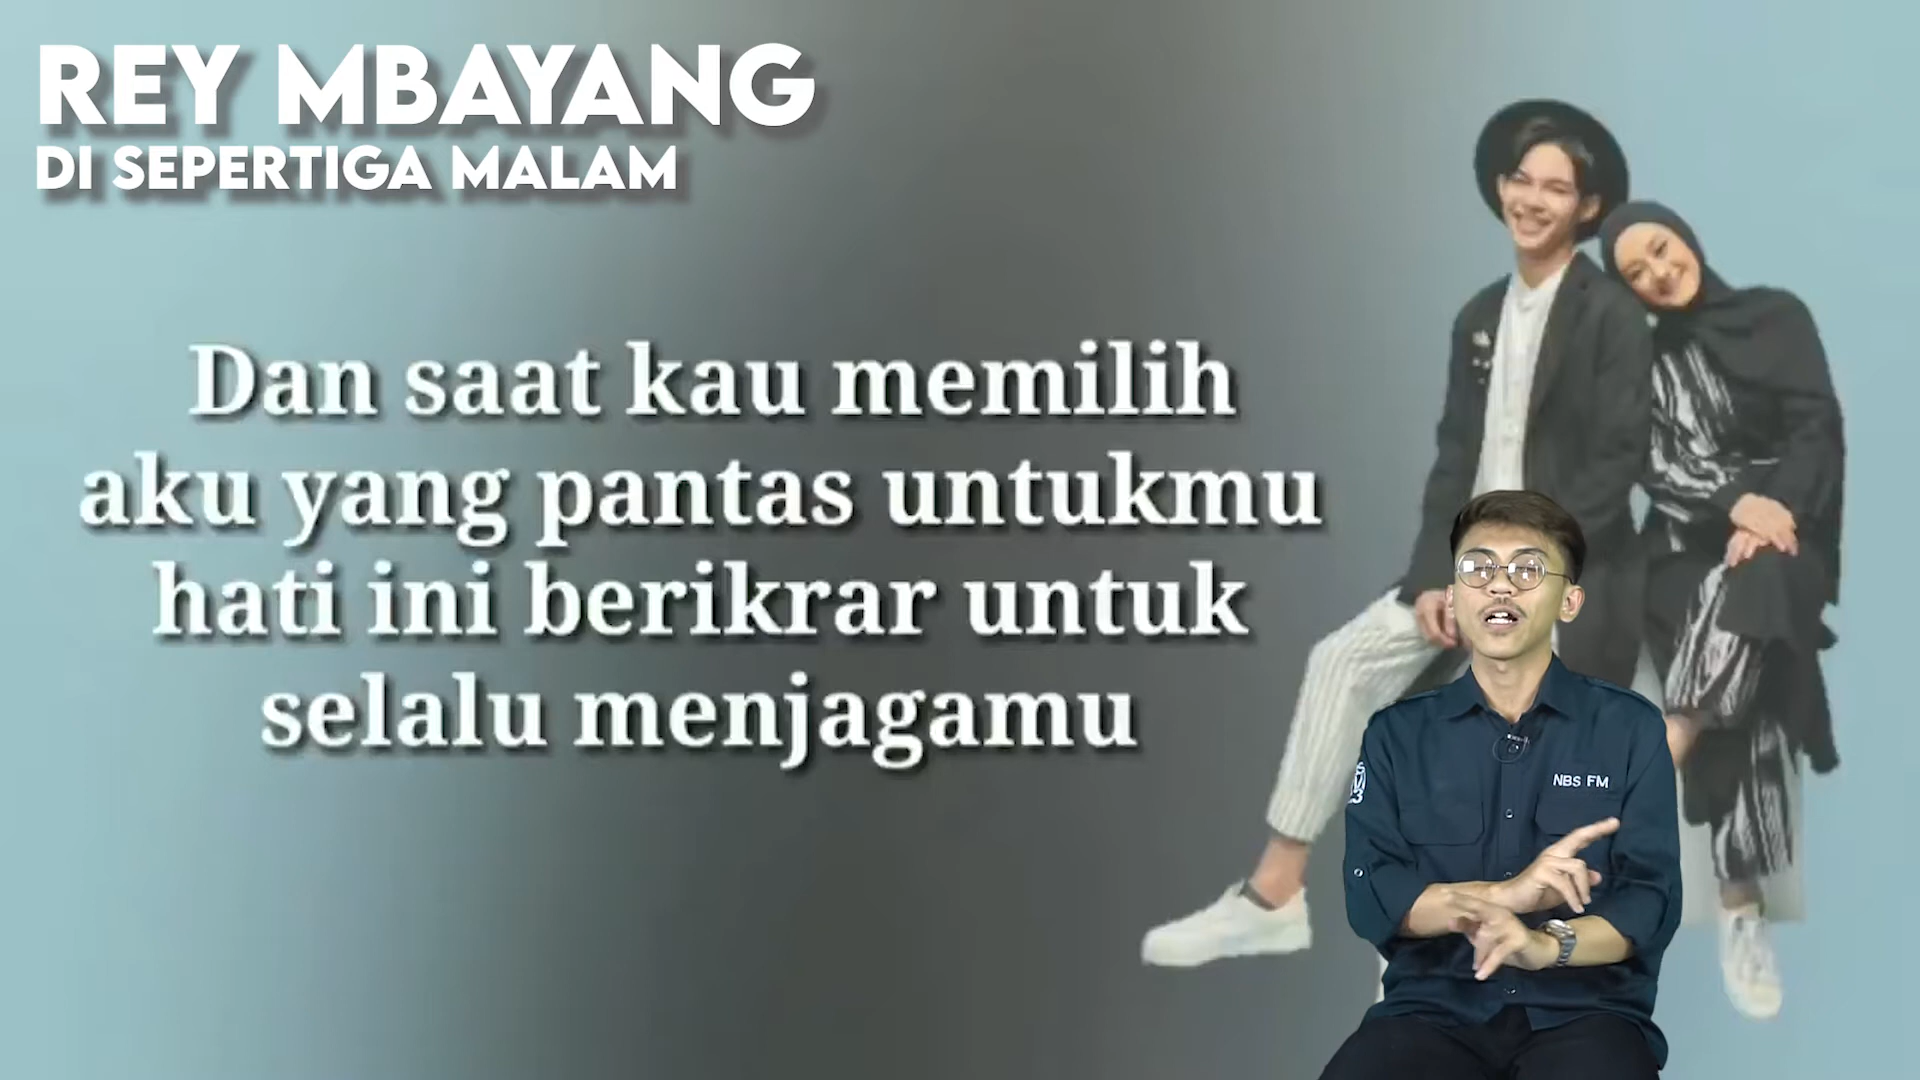 REY MBAYANG
DI SEPERTIGA MALAM
Dan saat kau memilih
aku yang pantas untukmu
hati ini berikrar untuk
selalu menjagamu
NBS FM